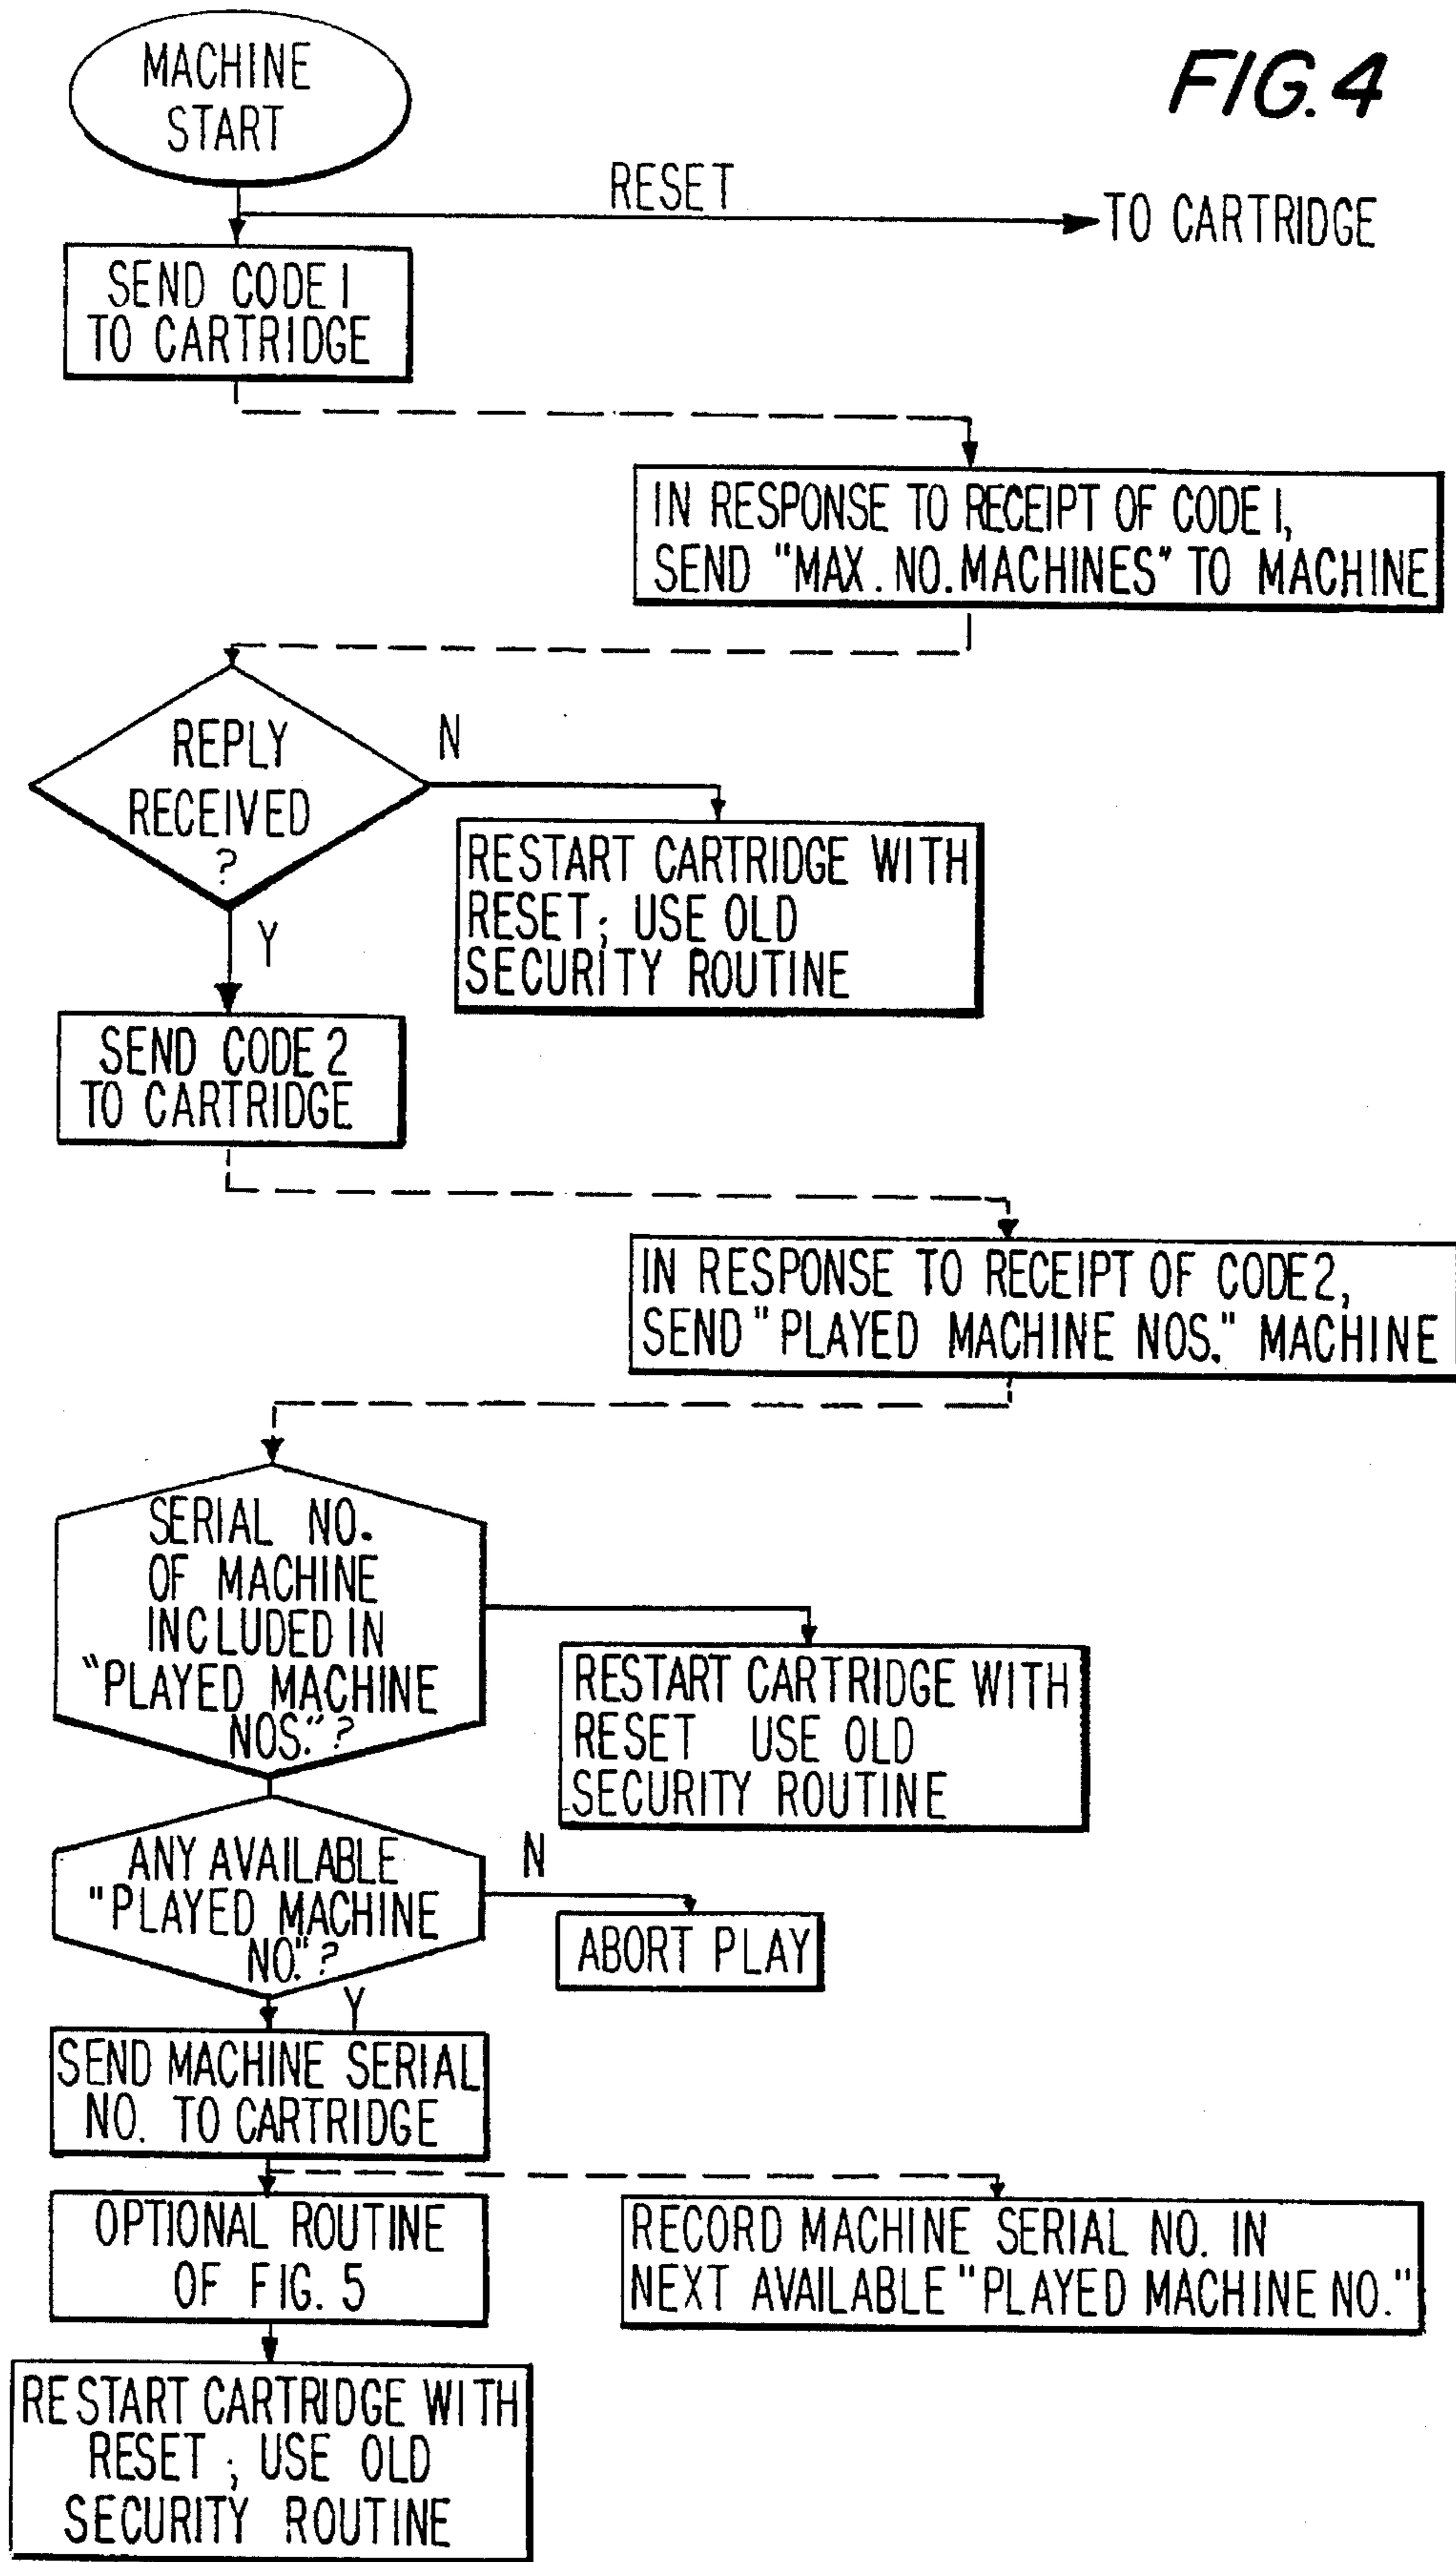 MACHINE
START
FIG. 4
RESET
TO CARTRIDGE
SEND CODE 1
TO CARTRIDGE
IN RESPONSE TO RECEIPT OF CODE 1,
SEND "MAX. NO. MACHINES" TO MACHINE
REPLY
RECEIVED
?
N
Y
RESTART CARTRIDGE WITH
RESET; USE OLD
SECURITY ROUTINE
SEND CODE 2
TO CARTRIDGE
IN RESPONSE TO RECEIPT OF CODE 2,
SEND "PLAYED MACHINE NOS." MACHINE
SERIAL NO.
OF MACHINE
INCLUDED IN
"PLAYED MACHINE
NOS."?
RESTART CARTRIDGE WITH
RESET USE OLD
SECURITY ROUTINE
ANY AVAILABLE
"PLAYED MACHINE
NO."?
N
ABORT PLAY
Y
SEND MACHINE SERIAL
NO. TO CARTRIDGE
OPTIONAL ROUTINE
OF FIG. 5
RECORD MACHINE SERIAL NO. IN
NEXT AVAILABLE "PLAYED MACHINE NO."
RESTART CARTRIDGE WITH
RESET; USE OLD
SECURITY ROUTINE